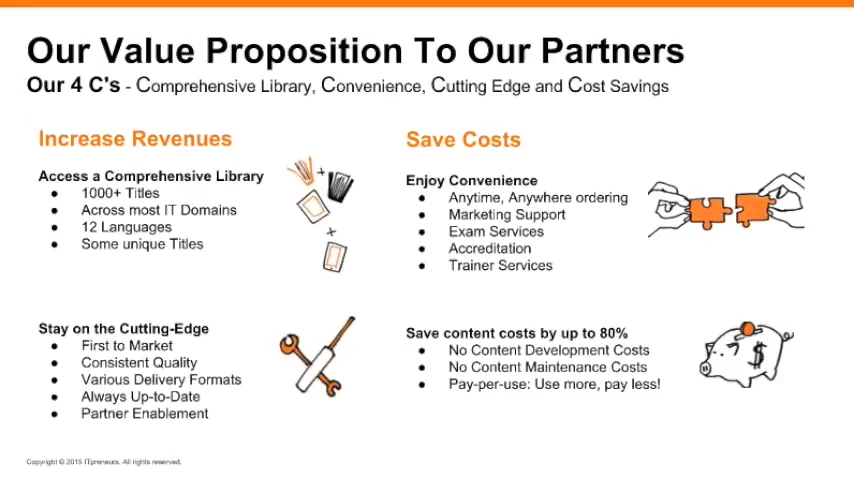 Our Value Proposition To Our Partners
Our 4 C's - Comprehensive Library, Convenience, Cutting Edge and Cost Savings
Increase Revenues
Access a Comprehensive Library
● 1000+ Titles
● Across most IT Domains
● 12 Languages
● Some unique Titles
Stay on the Cutting-Edge
● First to Market
● Consistent Quality
● Various Delivery Formats
● Always Up-to-Date
● Partner Enablement
Save Costs
Enjoy Convenience
● Anytime, Anywhere ordering
● Marketing Support
● Exam Services
● Accreditation
● Trainer Services
Save content costs by up to 80%
● No Content Development Costs
● No Content Maintenance Costs
● Pay-per-use: Use more, pay less!
Copyright © 2015 ITpreneurs. All rights reserved.